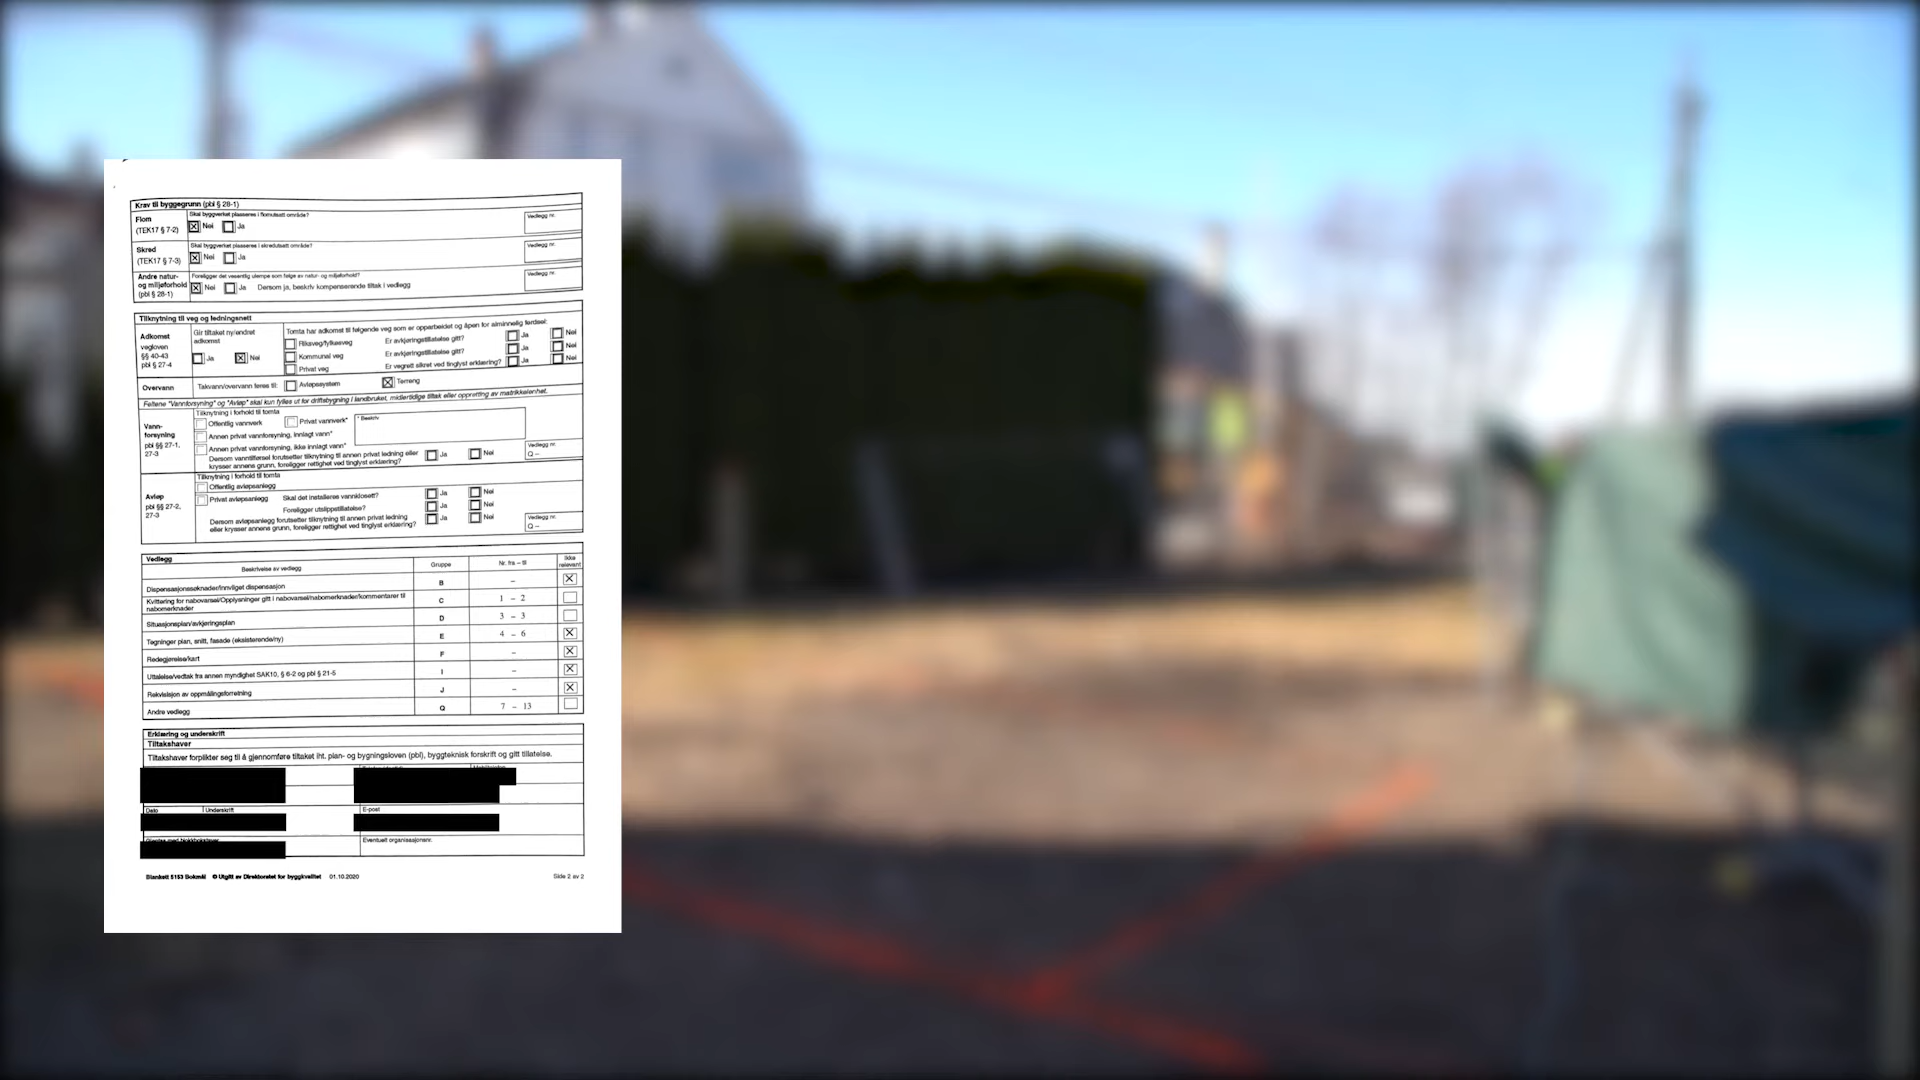 Krav til byggegrunn (pbl § 28-1)
Flom
(TEK17 § 7-2)
Skal byggverket plasseres i flomutsatt område?
Nei Ja
Vedlegg nr.
Skred
(TEK17 § 7-3)
Skal byggverket plasseres i skredutsatt område?
Nei Ja
Vedlegg nr.
Andre natur-
og miljøforhold
(pbl § 28-1)
Foreligger det vesentlig ulempe som følge av natur- og miljøforhold?
Nei Ja Dersom ja, beskriv kompenserende tiltak i vedlegg
Vedlegg nr.
Tilknytning til veg og ledningsnett
Adkomst
vegloven
§§ 40-43
pbl § 27-4
Gir tiltaket ny/endret
adkomst
Ja Nei
Tomta har adkomst til følgende veg som er opparbeidet og åpen for alminnelig ferdsel:
Riksveg/fylkesveg Er avkjøringstillatelse gitt? Ja Nei
Kommunal veg Er avkjøringstillatelse gitt? Ja Nei
Privat veg Er vegrett sikret ved tinglyst erklæring? Ja Nei
Overvann
Takvann/overvann føres til: Avløpssystem Terreng
Feltene "Vannforsyning" og "Avløp" skal kun fylles ut for driftsbygning i landbruket, midlertidige tiltak eller oppretting av matrikkelenhet.
Vann-
forsyning
pbl §§ 27-1,
27-3
Tilknytning i forhold til tomta
Offentlig vannverk Privat vannverk*
* Beskriv
Annen privat vannforsyning, innlagt vann*
Annen privat vannforsyning, ikke innlagt vann*
Dersom vanntilførsel forutsetter tilknytning til annen privat ledning eller
krysser annens grunn, foreligger rettighet ved tinglyst erklæring?
Ja Nei
Vedlegg nr.
Q –
Avløp
pbl §§ 27-2,
27-3
Tilknytning i forhold til tomta
Offentlig avløpsanlegg
Privat avløpsanlegg Skal det installeres vannklosett? Ja Nei
Foreligger utslippstillatelse? Ja Nei
Dersom avløpsanlegg forutsetter tilknytning til annen privat ledning
eller krysser annens grunn, foreligger rettighet ved tinglyst erklæring?
Ja Nei
Vedlegg nr.
Q –
Vedlegg
Beskrivelse av vedlegg Gruppe Nr. fra – til Ikke relevant
Dispensasjonssøknader/innvilget dispensasjon B –
Kvittering for nabovarsel/Opplysninger gitt i nabovarsel/nabomerknader/kommentarer til
nabomerknader C 1 – 2
Situasjonsplan/avkjøringsplan D 3 – 3
Tegninger plan, snitt, fasade (eksisterende/ny) E 4 – 6
Redegjørelse/kart F –
Uttalelse/vedtak fra annen myndighet SAK10, § 6-2 og pbl § 21-5 I –
Rekvisisjon av oppmålingsforretning J –
Andre vedlegg Q 7 – 13
Erklæring og underskrift
Tiltakshaver
Tiltakshaver forplikter seg til å gjennomføre tiltaket iht. plan- og bygningsloven (pbl), byggteknisk forskrift og gitt tillatelse.
Dato Underskrift E-post
Eventuelt organisasjonsnr.
Blankett 5153 Bokmål © Utgitt av Direktoratet for byggkvalitet 01.10.2020 Side 2 av 2